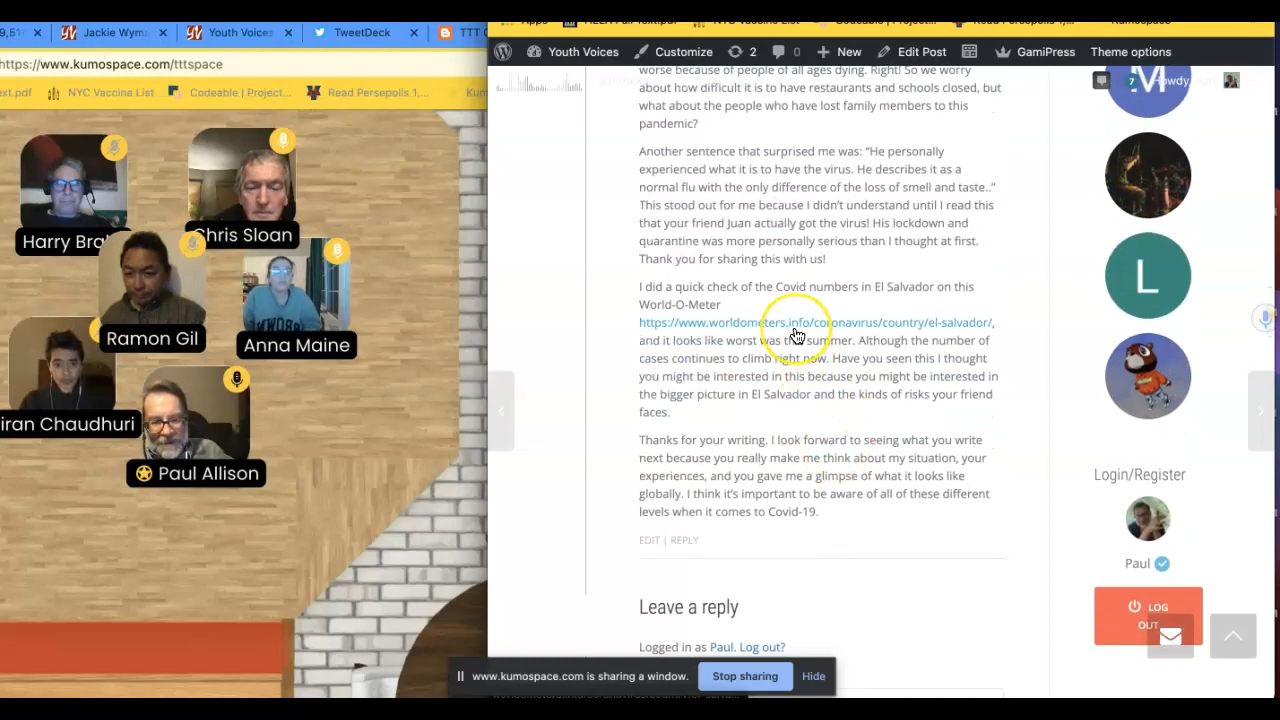 Jackie Wyma
Youth Voices
TweetDeck
TTT
https://www.kumospace.com/tttspace
ext.pdf
NYC Vaccine List
Codeable | Project...
Read Persepolis 1,...
Harry Bra
Chris Sloan
Ramon Gil
Anna Maine
iran Chaudhuri
Paul Allison
Youth Voices
Customize
2
0
New
Edit Post
GamiPress
Theme options
worse because of people of all ages dying. Right! So we worry
about how difficult it is to have restaurants and schools closed, but
what about the people who have lost family members to this
pandemic?
Another sentence that surprised me was: “He personally
experienced what it is to have the virus. He describes it as a
normal flu with the only difference of the loss of smell and taste..”
This stood out for me because I didn’t understand until I read this
that your friend Juan actually got the virus! His lockdown and
quarantine was more personally serious than I thought at first.
Thank you for sharing this with us!
I did a quick check of the Covid numbers in El Salvador on this
World-O-Meter
https://www.worldometers.info/coronavirus/country/el-salvador/,
and it looks like worst was this summer. Although the number of
cases continues to climb right now. Have you seen this I thought
you might be interested in this because you might be interested in
the bigger picture in El Salvador and the kinds of risks your friend
faces.
Thanks for your writing. I look forward to seeing what you write
next because you really make me think about my situation, your
experiences, and you gave me a glimpse of what it looks like
globally. I think it’s important to be aware of all of these different
levels when it comes to Covid-19.
EDIT | REPLY
Leave a reply
Logged in as Paul. Log out?
M
L
Login/Register
Paul
LOG
OUT
www.kumospace.com is sharing a window.
Stop sharing
Hide